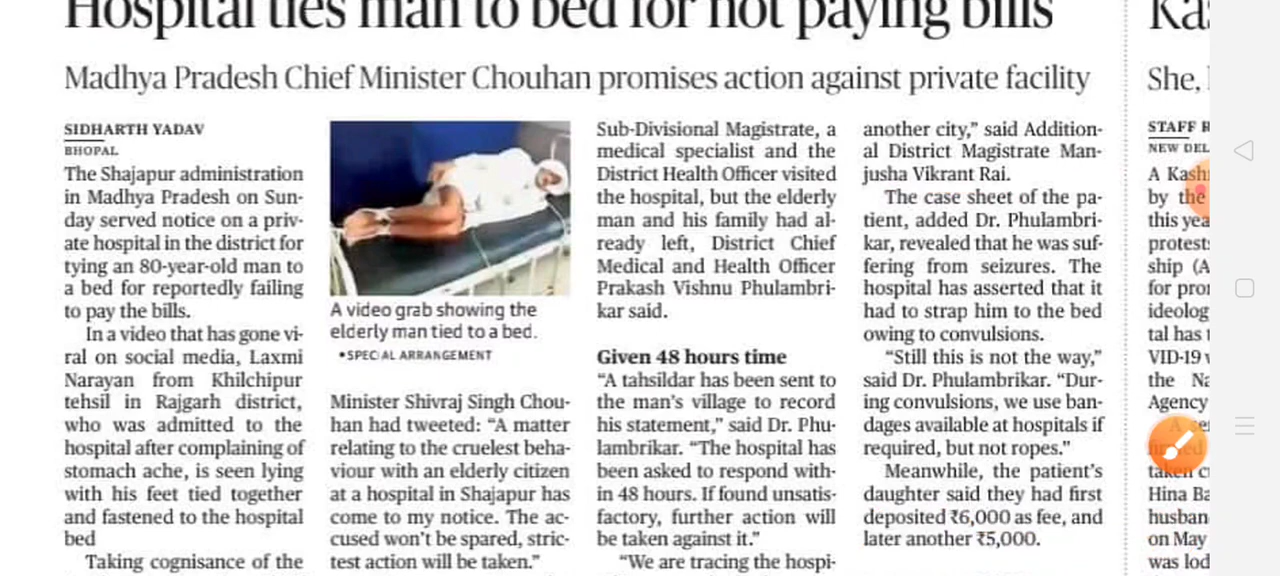 Hospital ties man to bed for not paying bills
Madhya Pradesh Chief Minister Chouhan promises action against private facility
SIDHARTH YADAV
BHOPAL
The Shajapur administration
in Madhya Pradesh on Sun-
day served notice on a priv-
ate hospital in the district for
tying an 80-year-old man to
a bed for reportedly failing
to pay the bills.
In a video that has gone vi-
ral on social media, Laxmi
Narayan from Khilchipur
tehsil in Rajgarh district,
who was admitted to the
hospital after complaining of
stomach ache, is seen lying
with his feet tied together
and fastened to the hospital
bed
Taking cognisance of the
A video grab showing the
elderly man tied to a bed.
•SPECIAL ARRANGEMENT
Minister Shivraj Singh Chou-
han had tweeted: “A matter
relating to the cruelest beha-
viour with an elderly citizen
at a hospital in Shajapur has
come to my notice. The ac-
cused won’t be spared, stric-
test action will be taken.”
Sub-Divisional Magistrate, a
medical specialist and the
District Health Officer visited
the hospital, but the elderly
man and his family had al-
ready left, District Chief
Medical and Health Officer
Prakash Vishnu Phulambri-
kar said.
Given 48 hours time
“A tahsildar has been sent to
the man’s village to record
his statement,” said Dr. Phu-
lambrikar. “The hospital has
been asked to respond with-
in 48 hours. If found unsatis-
factory, further action will
be taken against it.”
“We are tracing the hospi-
another city,” said Addition-
al District Magistrate Man-
jusha Vikrant Rai.
The case sheet of the pa-
tient, added Dr. Phulambri-
kar, revealed that he was suf-
fering from seizures. The
hospital has asserted that it
had to strap him to the bed
owing to convulsions.
“Still this is not the way,”
said Dr. Phulambrikar. “Dur-
ing convulsions, we use ban-
dages available at hospitals if
required, but not ropes.”
Meanwhile, the patient’s
daughter said they had first
deposited ₹6,000 as fee, and
later another ₹5,000.
Ka
She,
STAFF R
NEW DEL
A Kash
by the
this yea
protest
ship (A
for pro
ideolog
tal has
VID-19
the Na
Agency
A se
taken c
Hina Ba
husban
on May
was lod